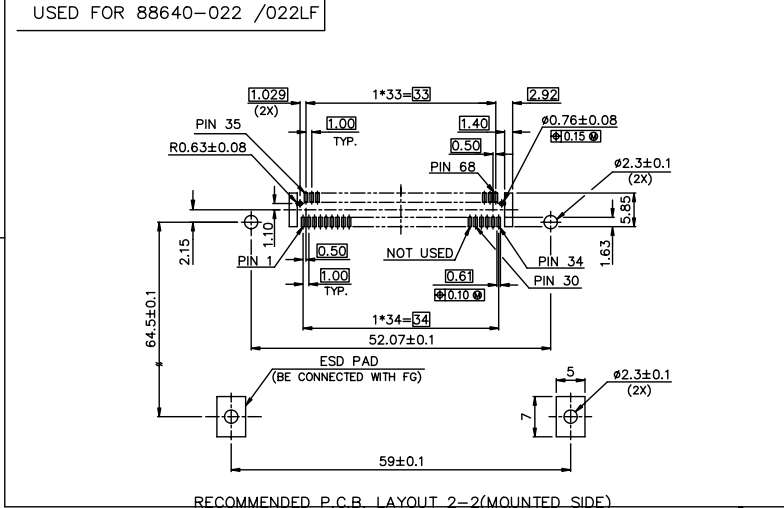 USED FOR 88640-022 /022LF
1.029
(2X)
1*33=33
2.92
PIN 35
1.00
TYP.
1.40
ø0.76±0.08
⌖ 0.15 Ⓜ
R0.63±0.08
0.50
PIN 68
ø2.3±0.1
(2X)
5.85
2.15
1.10
1.63
PIN 1
0.50
NOT USED
PIN 34
1.00
TYP.
0.61
PIN 30
⌖ 0.10 Ⓜ
1*34=34
64.5±0.1
52.07±0.1
ESD PAD
(BE CONNECTED WITH FG)
5
ø2.3±0.1
(2X)
7
59±0.1
RECOMMENDED P.C.B. LAYOUT 2-2(MOUNTED SIDE)